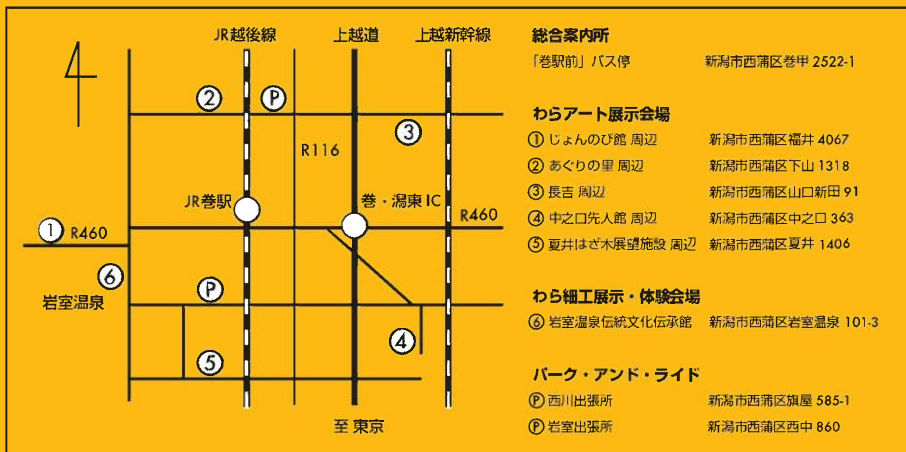 JR越後線 上越道 上越新幹線
② Ⓟ
③
R116
JR巻駅 巻・潟東IC
① R460 R460
⑥
岩室温泉 Ⓟ
④
⑤
至 東京
総合案内所
「巻駅前」バス停 新潟市西蒲区巻甲 2522-1
わらアート展示会場
① じょんのび館 周辺 新潟市西蒲区福井 4067
② あぐりの里 周辺 新潟市西蒲区下山 1318
③ 長吉 周辺 新潟市西蒲区山口新田 91
④ 中之口先人館 周辺 新潟市西蒲区中之口 363
⑤ 夏井はざ木展望施設 周辺 新潟市西蒲区夏井 1406
わら細工展示・体験会場
⑥ 岩室温泉伝統文化伝承館 新潟市西蒲区岩室温泉 101-3
パーク・アンド・ライド
Ⓟ 西川出張所 新潟市西蒲区旗屋 585-1
Ⓟ 岩室出張所 新潟市西蒲区西中 860